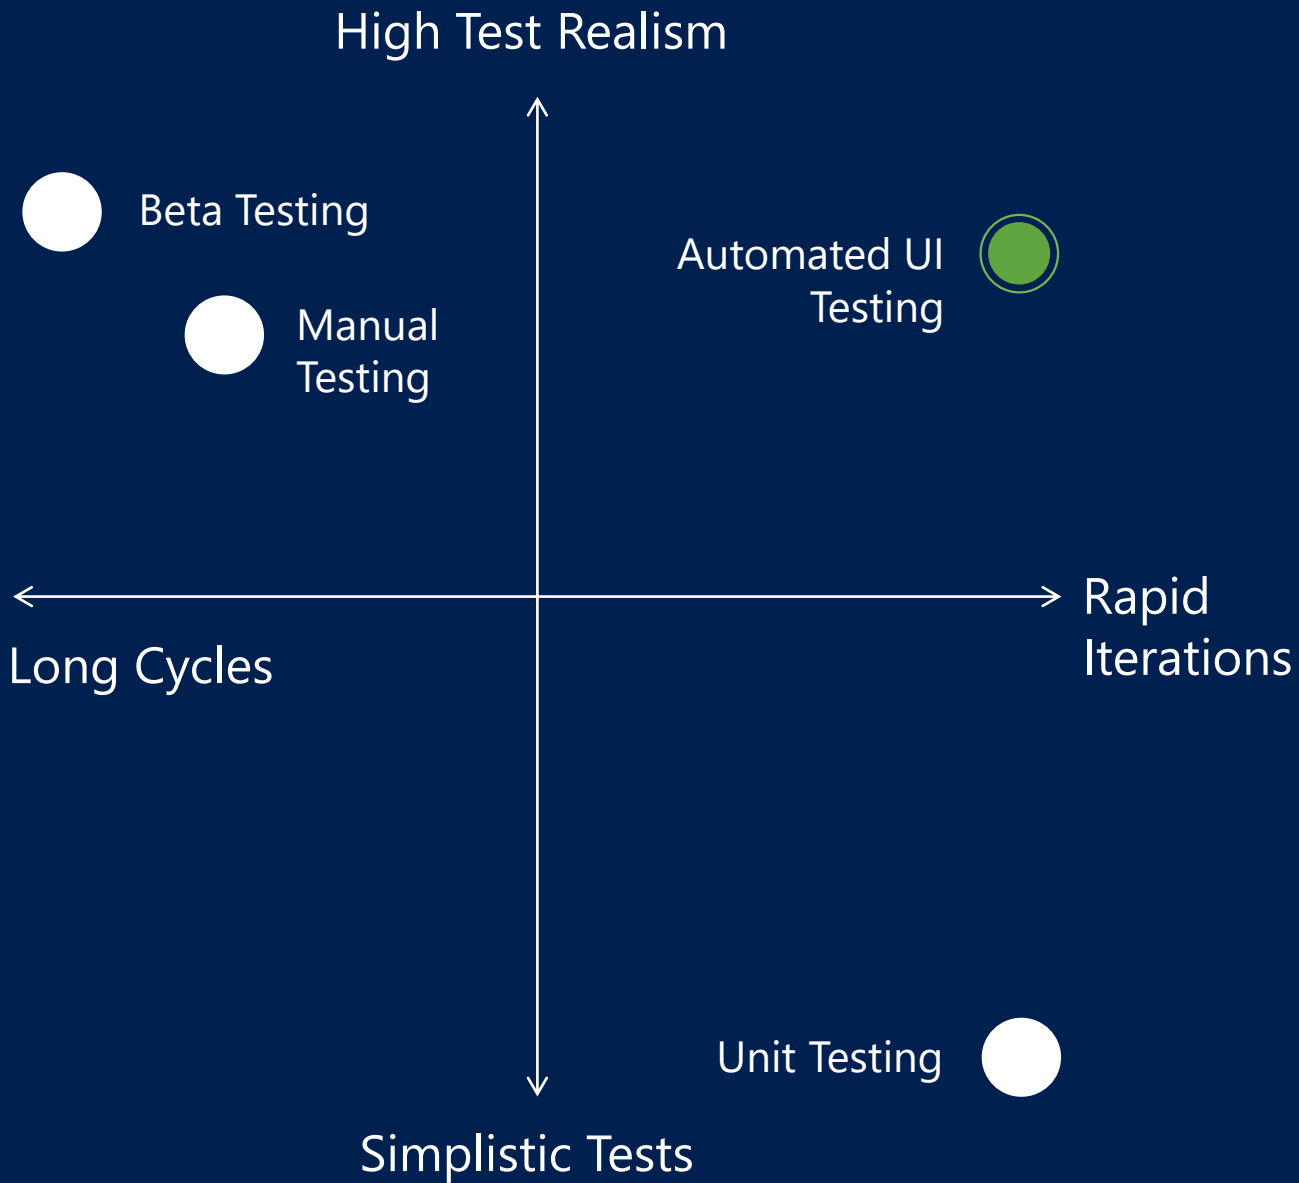 High Test Realism
Beta Testing
Automated UI
Testing
Manual
Testing
Rapid
Iterations
Long Cycles
Unit Testing
Simplistic Tests